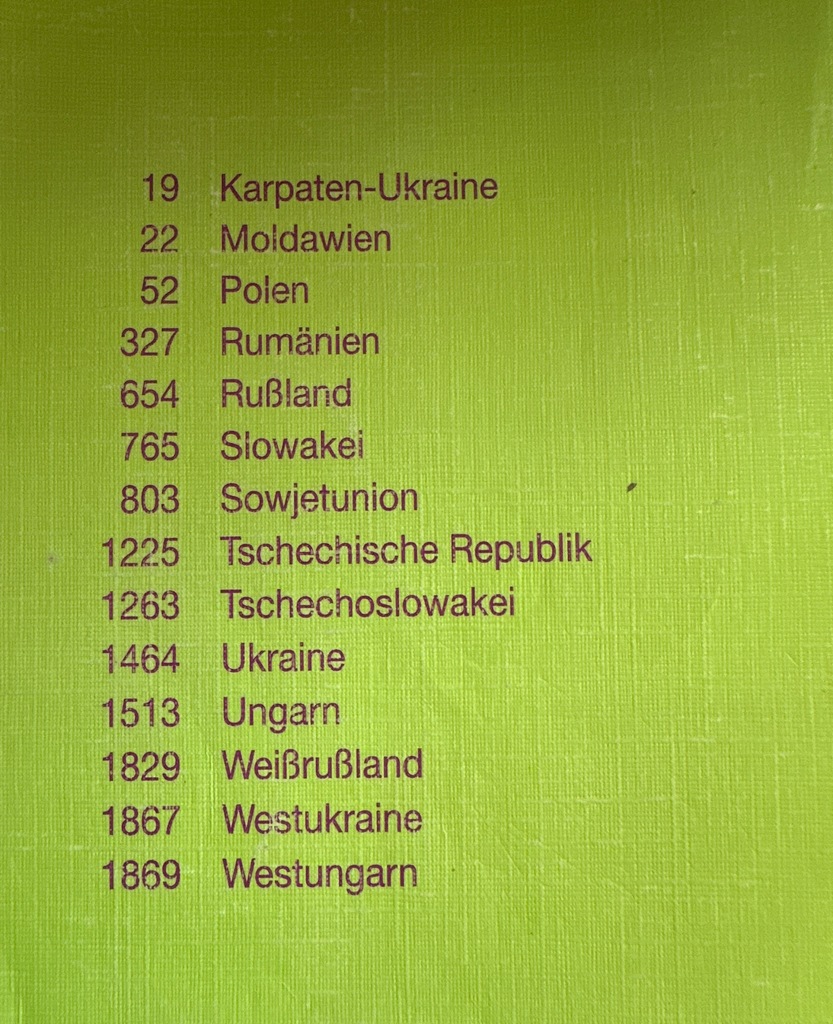 19 Karpaten-Ukraine
22 Moldawien
52 Polen
327 Rumänien
654 Rußland
765 Slowakei
803 Sowjetunion
1225 Tschechische Republik
1263 Tschechoslowakei
1464 Ukraine
1513 Ungarn
1829 Weißrußland
1867 Westukraine
1869 Westungarn